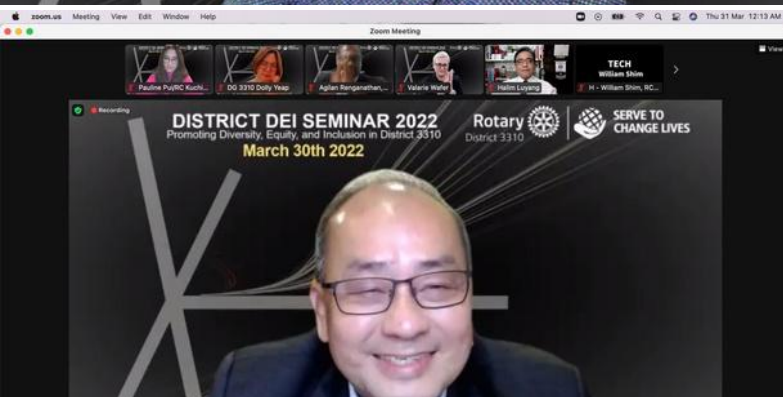 zoom.us Meeting View Edit Window Help
Thu 31 Mar 12:13 AM
Zoom Meeting
View
Pauline Pui/RC Kuchi...
DG 3310 Dolly Yeap
Agilan Renganathan,...
Valerie Wafer
Halim Luyang
TECH
William Shim
H - William Shim, RC...
Recording
DISTRICT DEI SEMINAR 2022
Promoting Diversity, Equity, and Inclusion in District 3310
March 30th 2022
Rotary
District 3310
SERVE TO
CHANGE LIVES